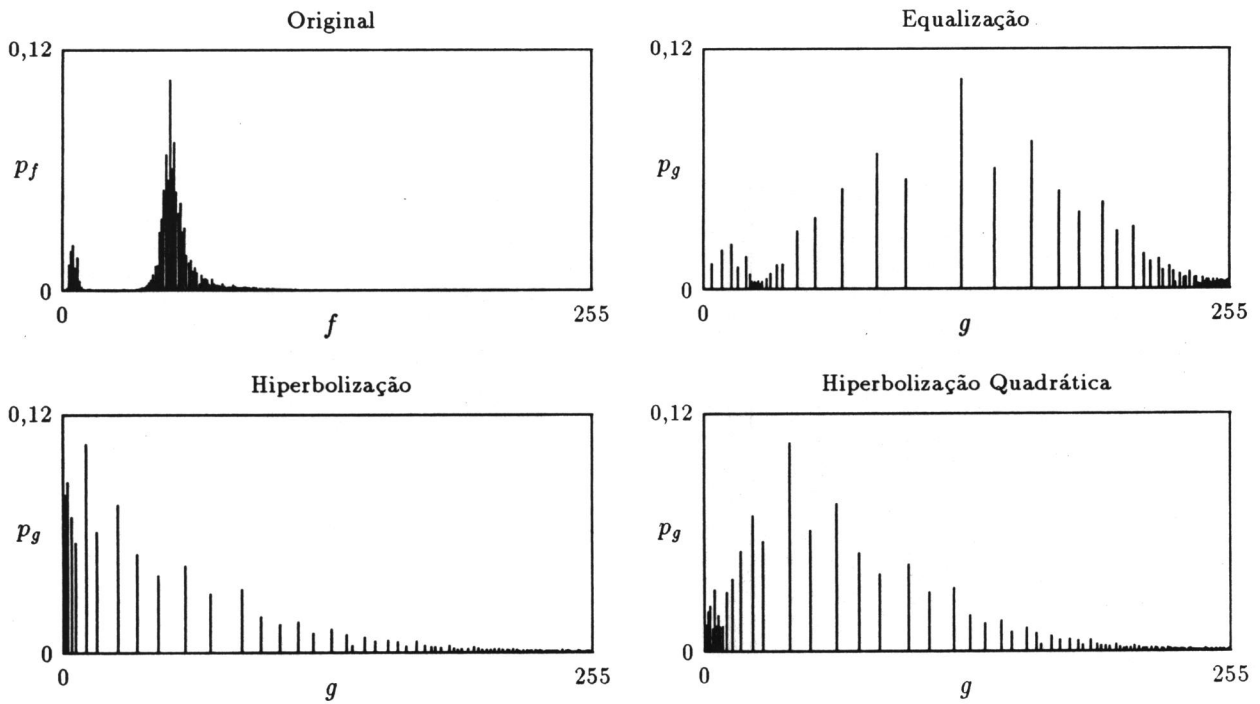 Original
0,12
p_f
0
0
f
255
Equalização
0,12
p_g
0
0
g
255
Hiperbolização
0,12
p_g
0
0
g
255
Hiperbolização Quadrática
0,12
p_g
0
0
g
255